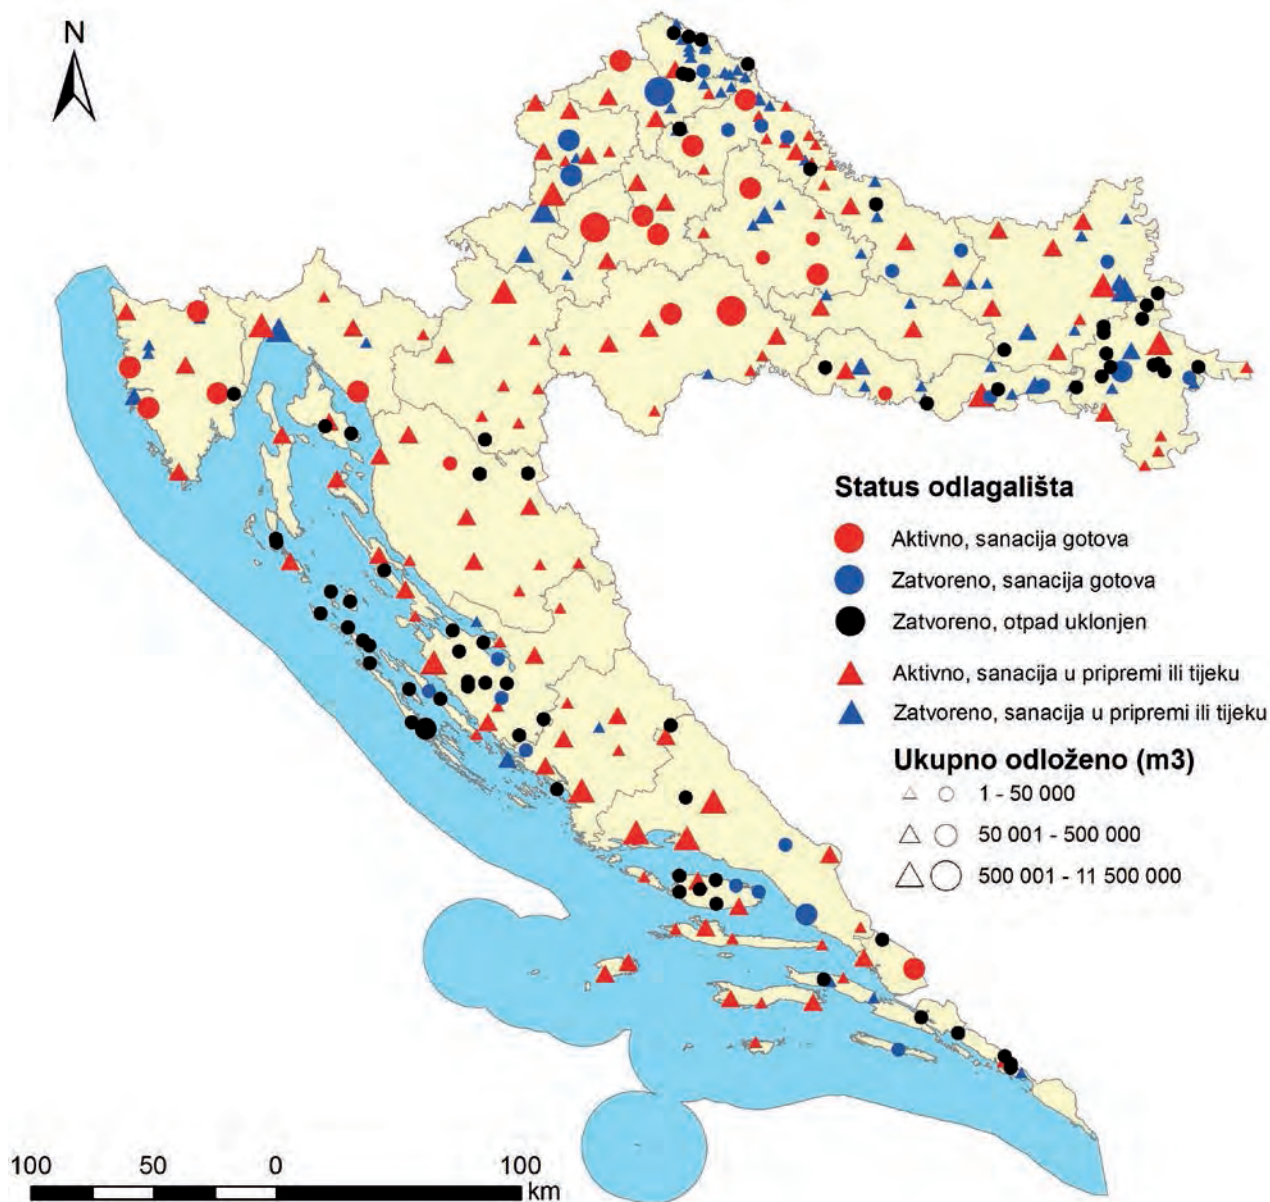 N
Status odlagališta
Aktivno, sanacija gotova
Zatvoreno, sanacija gotova
Zatvoreno, otpad uklonjen
Aktivno, sanacija u pripremi ili tijeku
Zatvoreno, sanacija u pripremi ili tijeku
Ukupno odloženo (m3)
1 - 50 000
50 001 - 500 000
500 001 - 11 500 000
100 50 0 100
km